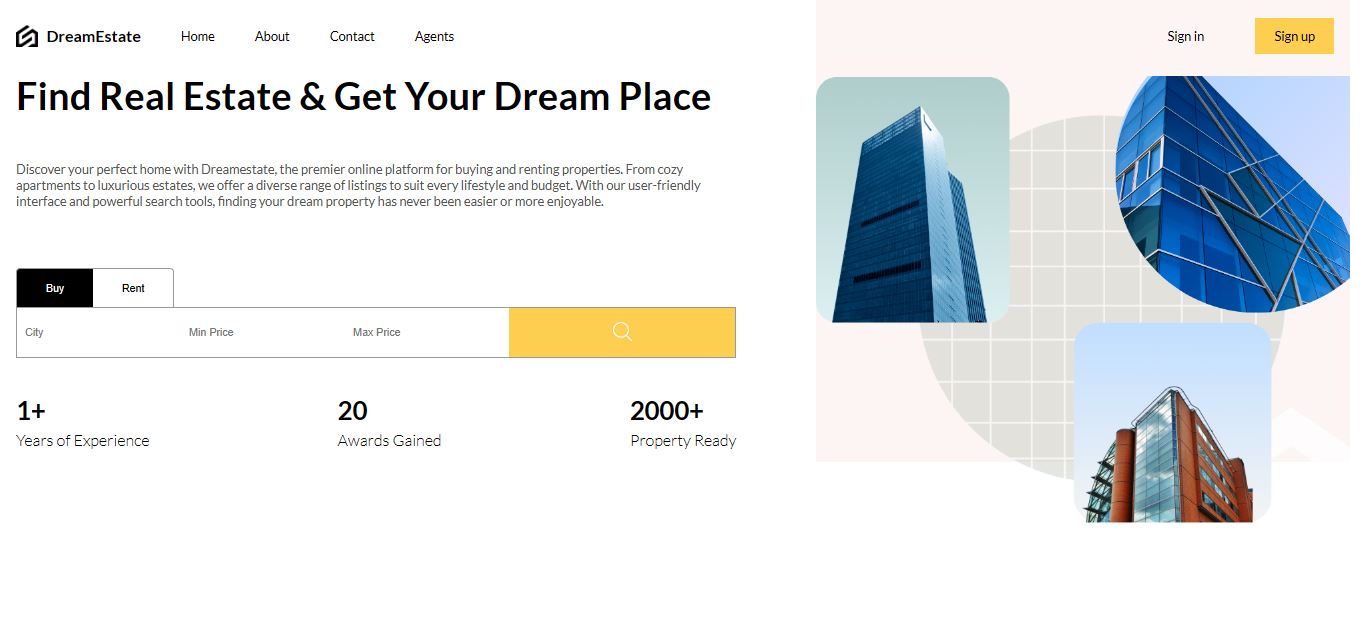 DreamEstate
Home
About
Contact
Agents
Sign in
Sign up
Find Real Estate & Get Your Dream Place
Discover your perfect home with Dreamestate, the premier online platform for buying and renting properties. From cozy
apartments to luxurious estates, we offer a diverse range of listings to suit every lifestyle and budget. With our user-friendly
interface and powerful search tools, finding your dream property has never been easier or more enjoyable.
Buy
Rent
City
Min Price
Max Price
1+
Years of Experience
20
Awards Gained
2000+
Property Ready